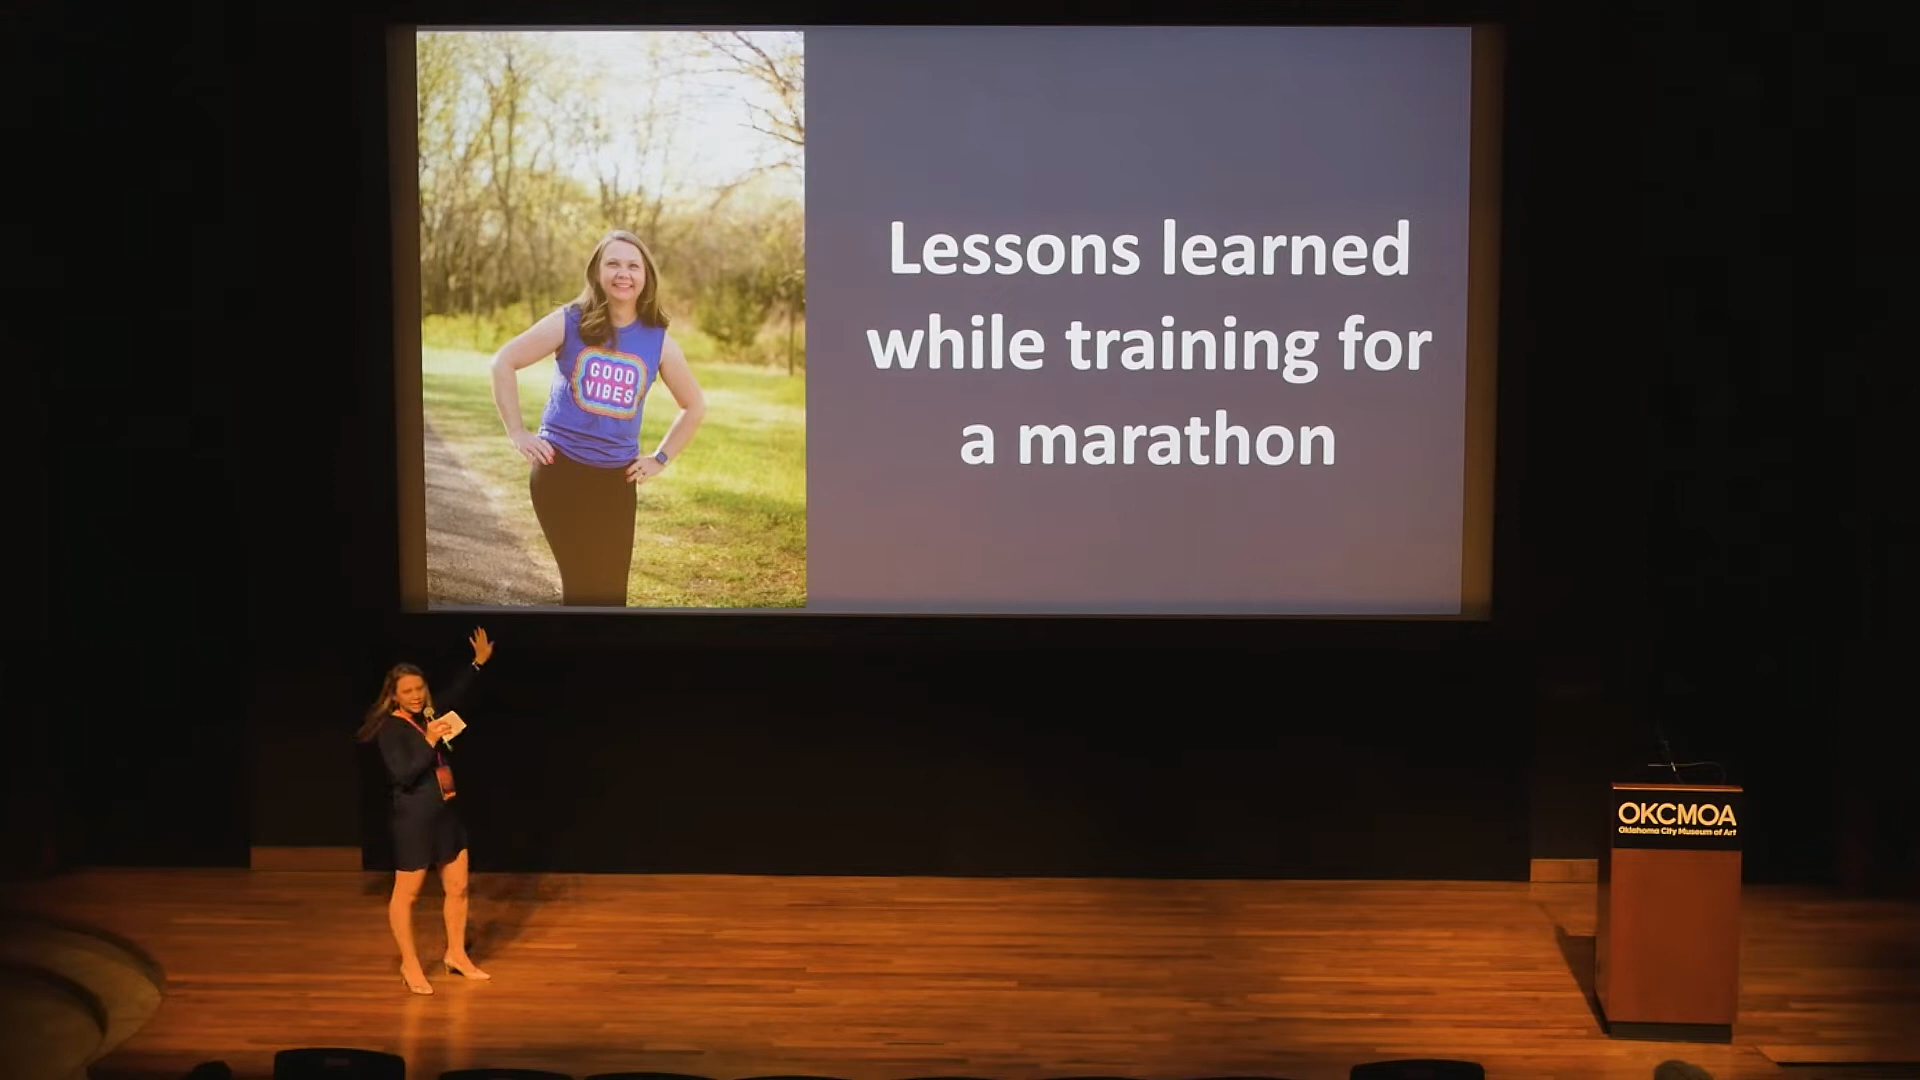 GOOD
VIBES
Lessons learned
while training for
a marathon
OKCMOA
Oklahoma City Museum of Art